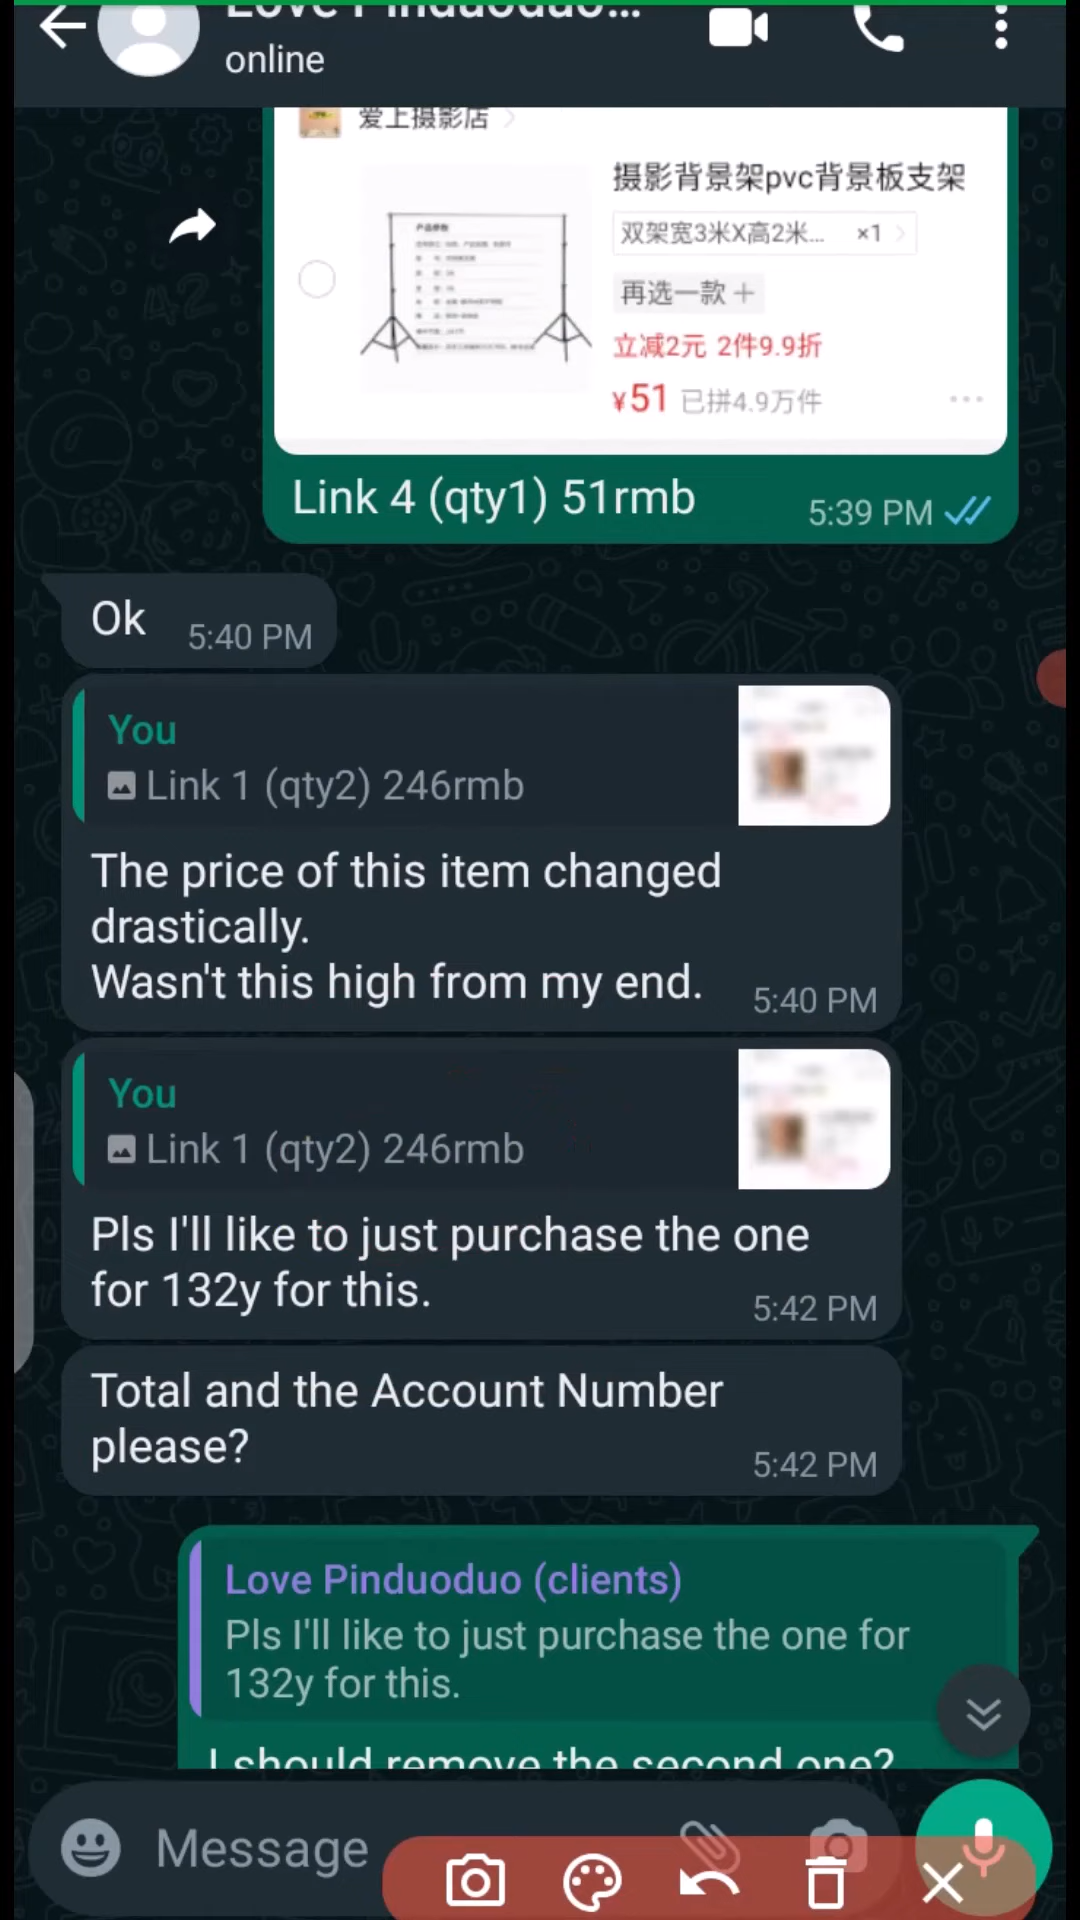 online
爱上摄影店
摄影背景架pvc背景板支架
双架宽3米X高2米... ×1
再选一款 +
立减2元 2件9.9折
¥51 已拼4.9万件
Link 4 (qty1) 51rmb
5:39 PM
Ok
5:40 PM
You
Link 1 (qty2) 246rmb
The price of this item changed
drastically.
Wasn't this high from my end.
5:40 PM
You
Link 1 (qty2) 246rmb
Pls I'll like to just purchase the one
for 132y for this.
5:42 PM
Total and the Account Number
please?
5:42 PM
Love Pinduoduo (clients)
Pls I'll like to just purchase the one for
132y for this.
I should remove the second one?
Message